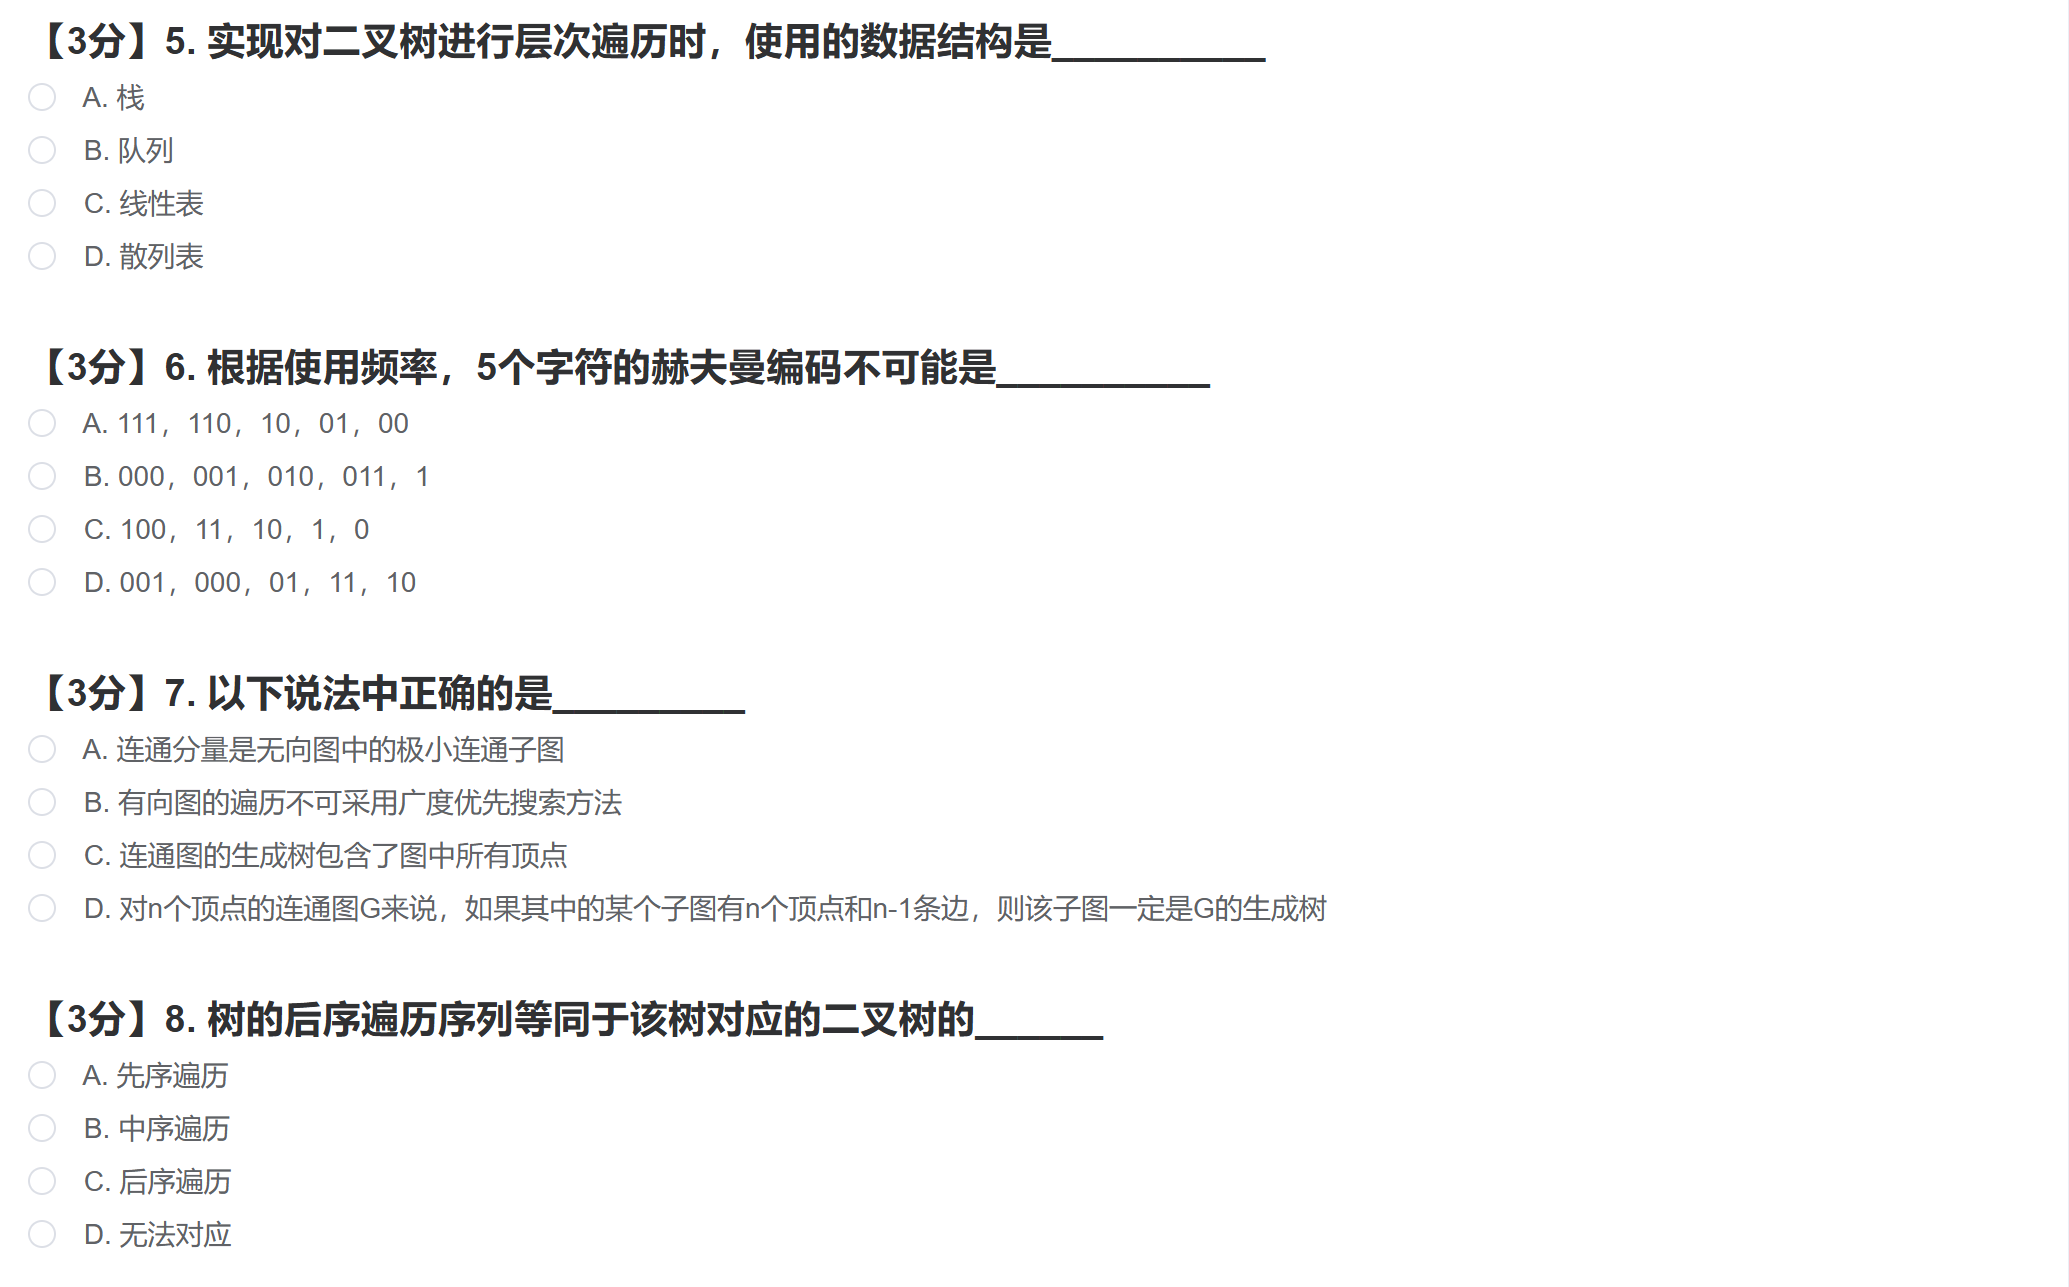 【3分】5. 实现对二叉树进行层次遍历时，使用的数据结构是__________
A. 栈
B. 队列
C. 线性表
D. 散列表
【3分】6. 根据使用频率，5个字符的赫夫曼编码不可能是__________
A. 111，110，10，01，00
B. 000，001，010，011，1
C. 100，11，10，1，0
D. 001，000，01，11，10
【3分】7. 以下说法中正确的是_________
A. 连通分量是无向图中的极小连通子图
B. 有向图的遍历不可采用广度优先搜索方法
C. 连通图的生成树包含了图中所有顶点
D. 对n个顶点的连通图G来说，如果其中的某个子图有n个顶点和n-1条边，则该子图一定是G的生成树
【3分】8. 树的后序遍历序列等同于该树对应的二叉树的______
A. 先序遍历
B. 中序遍历
C. 后序遍历
D. 无法对应